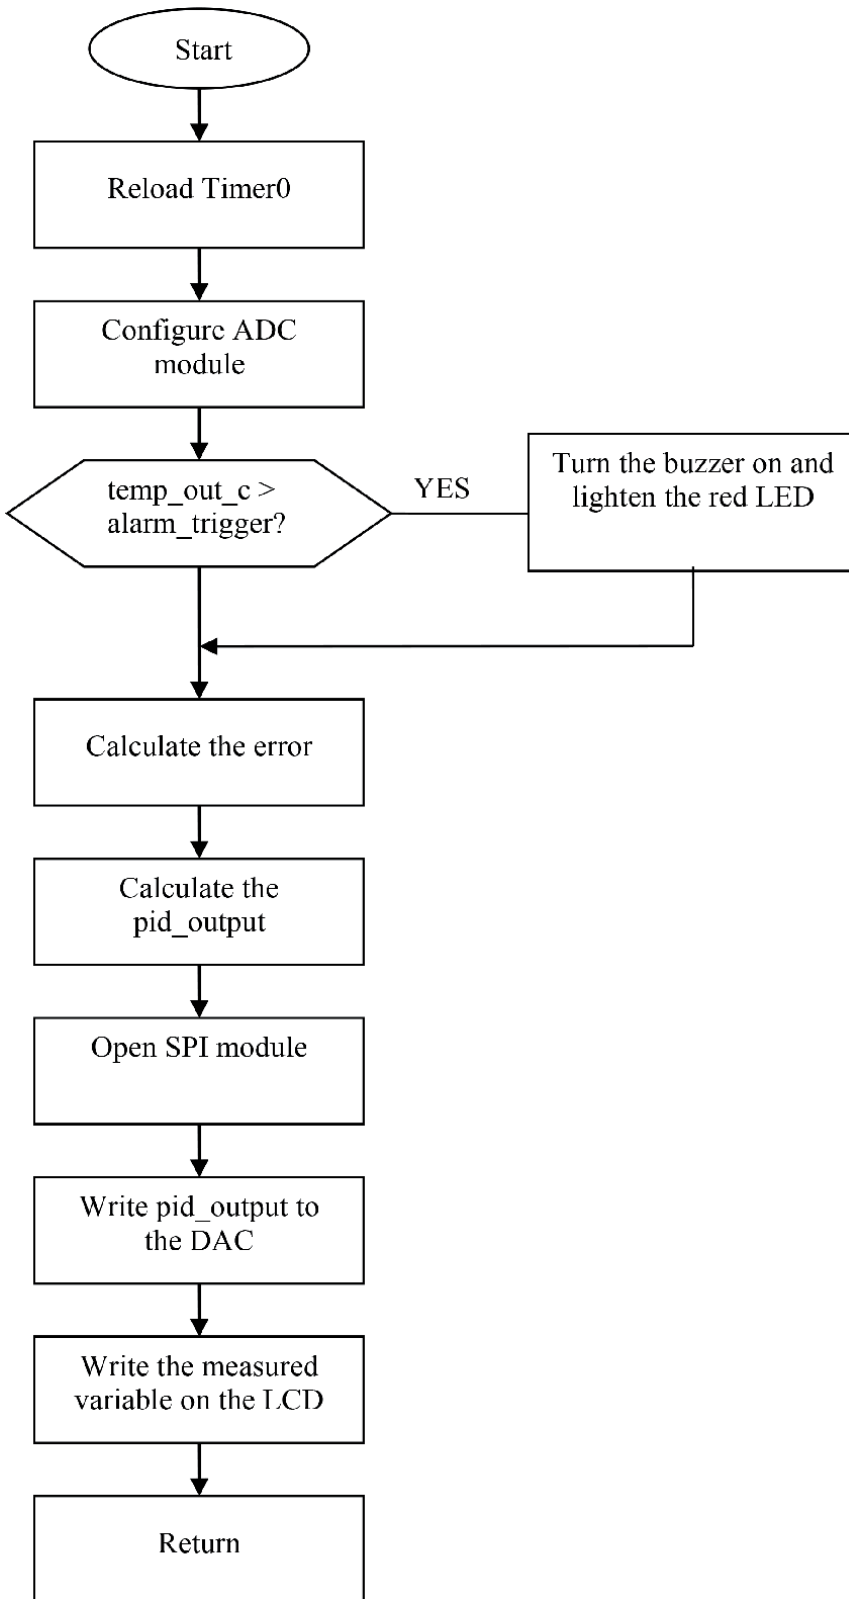 Start
Reload Timer0
Configure ADC
module
temp_out_c >
alarm_trigger?
YES
Turn the buzzer on and
lighten the red LED
Calculate the error
Calculate the
pid_output
Open SPI module
Write pid_output to
the DAC
Write the measured
variable on the LCD
Return